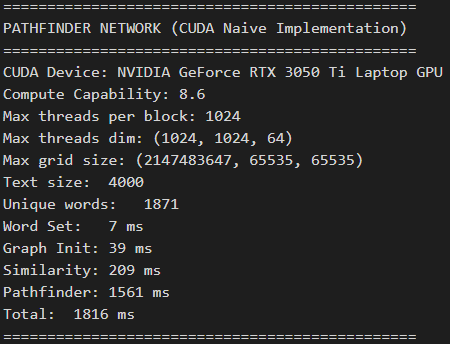 ===============================================
PATHFINDER NETWORK (CUDA Naive Implementation)
===============================================
CUDA Device: NVIDIA GeForce RTX 3050 Ti Laptop GPU
Compute Capability: 8.6
Max threads per block: 1024
Max threads dim: (1024, 1024, 64)
Max grid size: (2147483647, 65535, 65535)
Text size:  4000
Unique words:   1871
Word Set:   7 ms
Graph Init: 39 ms
Similarity: 209 ms
Pathfinder: 1561 ms
Total:  1816 ms
===============================================